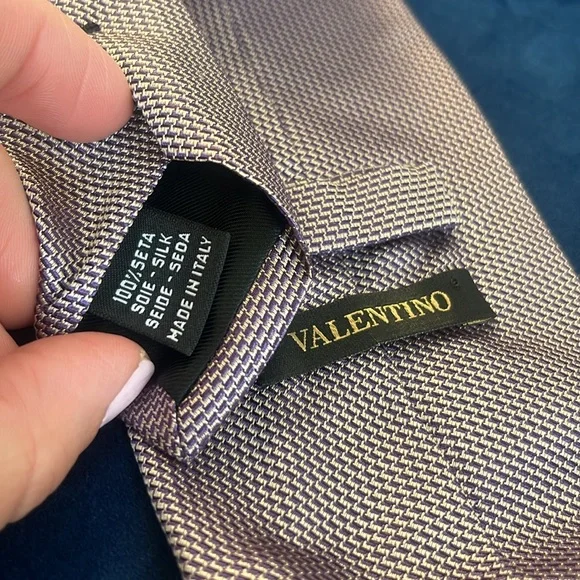 100% SETA
SOIE - SILK
SEIDE - SEDA
MADE IN ITALY
VALENTINO